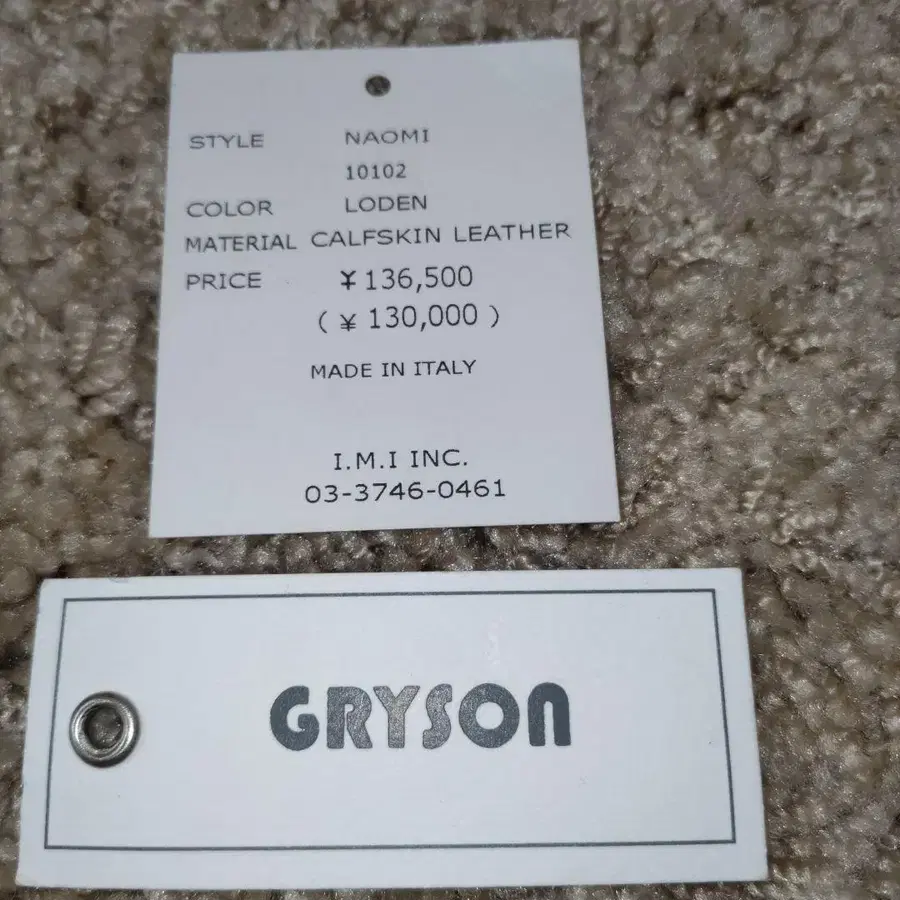 STYLE NAOMI
10102
COLOR LODEN
MATERIAL CALFSKIN LEATHER
PRICE ¥136,500
(¥130,000)
MADE IN ITALY
I.M.I INC.
03-3746-0461
GRYSON